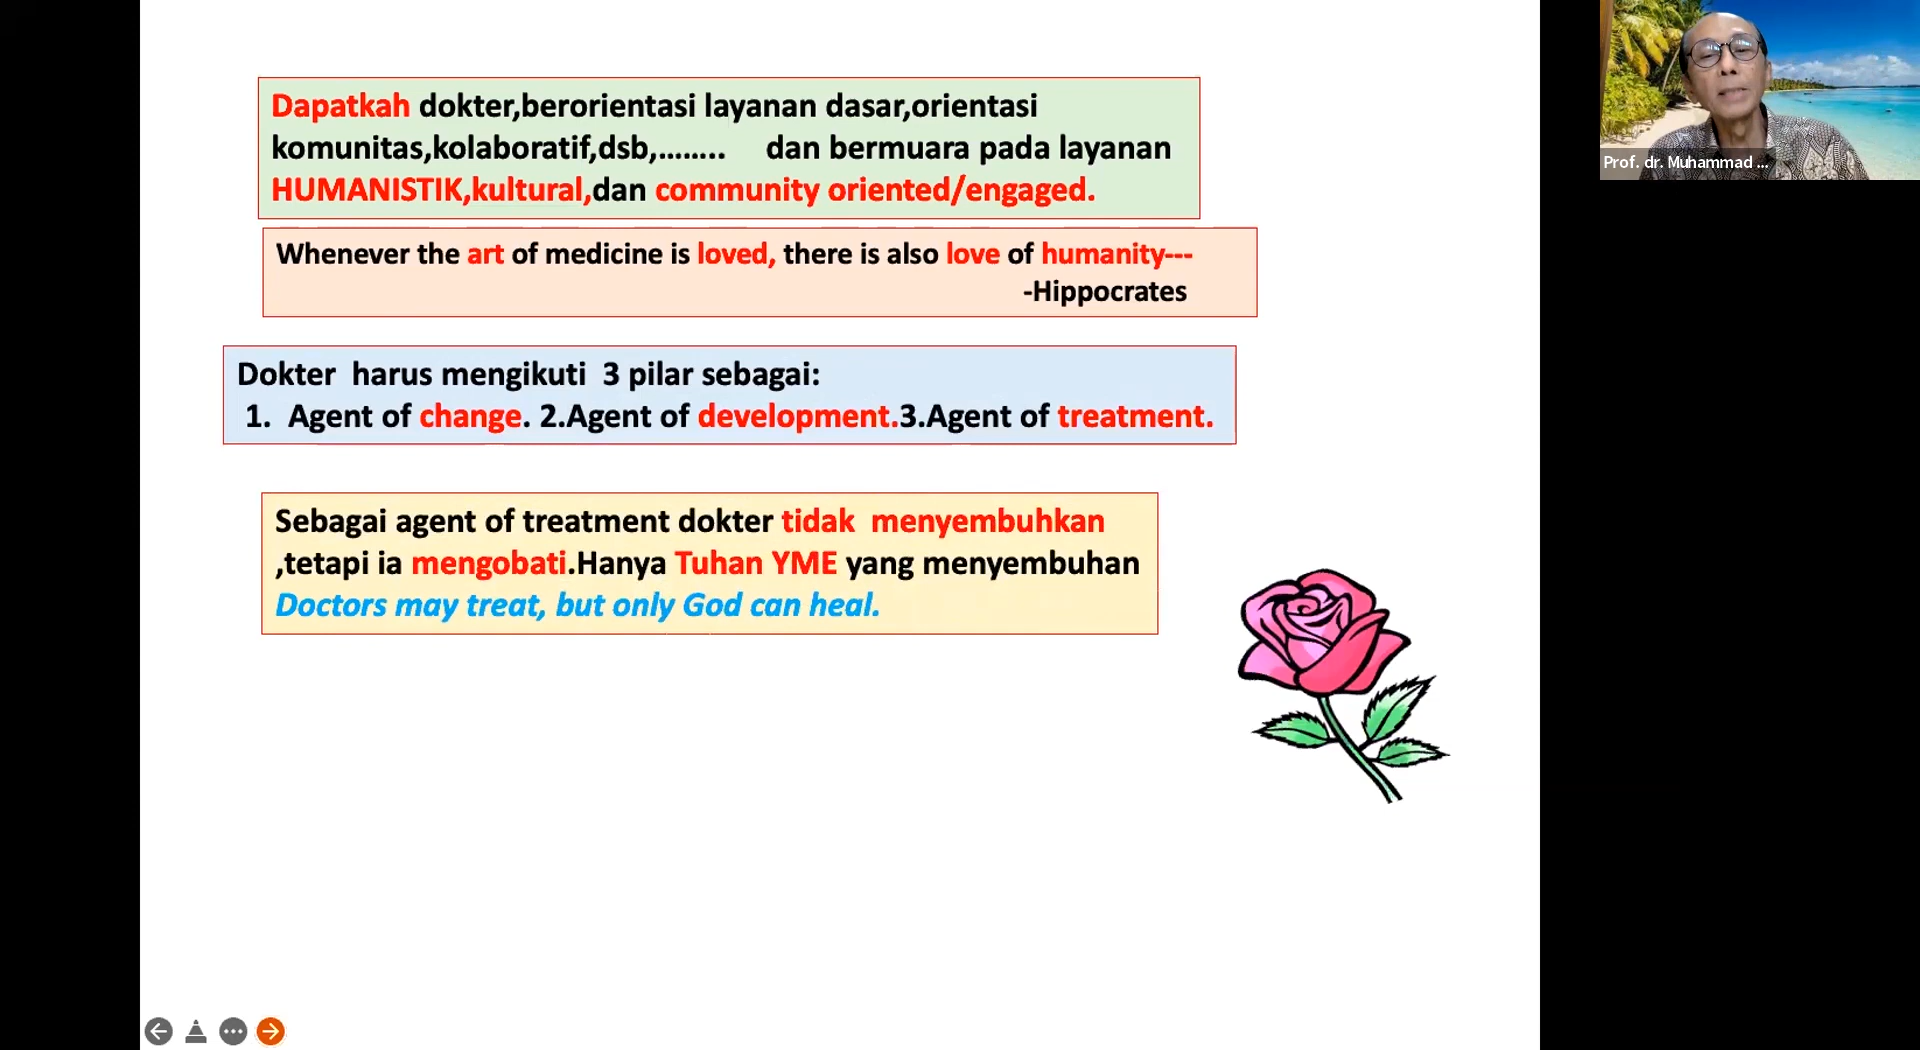 Dapatkah dokter,berorientasi layanan dasar,orientasi
komunitas,kolaboratif,dsb,........ dan bermuara pada layanan
HUMANISTIK,kultural,dan community oriented/engaged.
Whenever the art of medicine is loved, there is also love of humanity---
-Hippocrates
Dokter harus mengikuti 3 pilar sebagai:
1. Agent of change. 2.Agent of development.3.Agent of treatment.
Sebagai agent of treatment dokter tidak menyembuhkan
,tetapi ia mengobati.Hanya Tuhan YME yang menyembuhan
Doctors may treat, but only God can heal.
Prof. dr. Muhammad ...